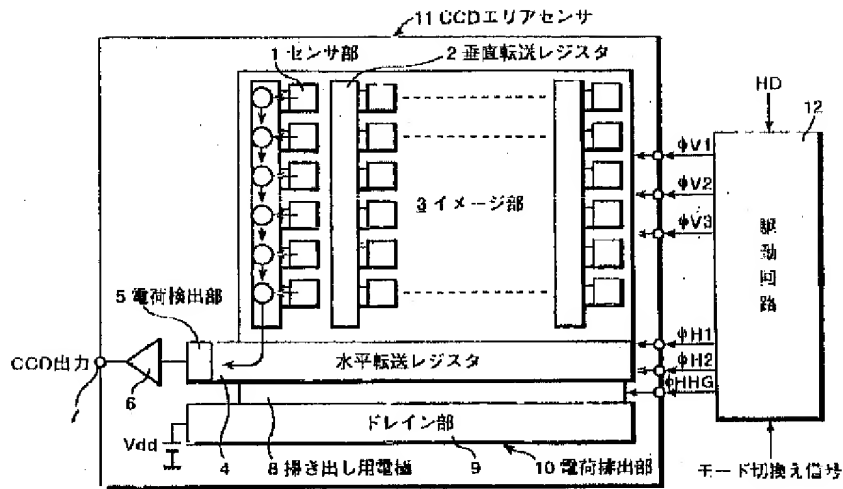 11 CCDエリアセンサ
1 センサ部
2 垂直転送レジスタ
HD
12
φV1
φV2
φV3
3 イメージ部
駆動回路
5 電荷検出部
CCD出力
6
水平転送レジスタ
φH1
φH2
φHHG
ドレイン部
Vdd
4
8 掃き出し用電極
9
10 電荷排出部
モード切換え信号